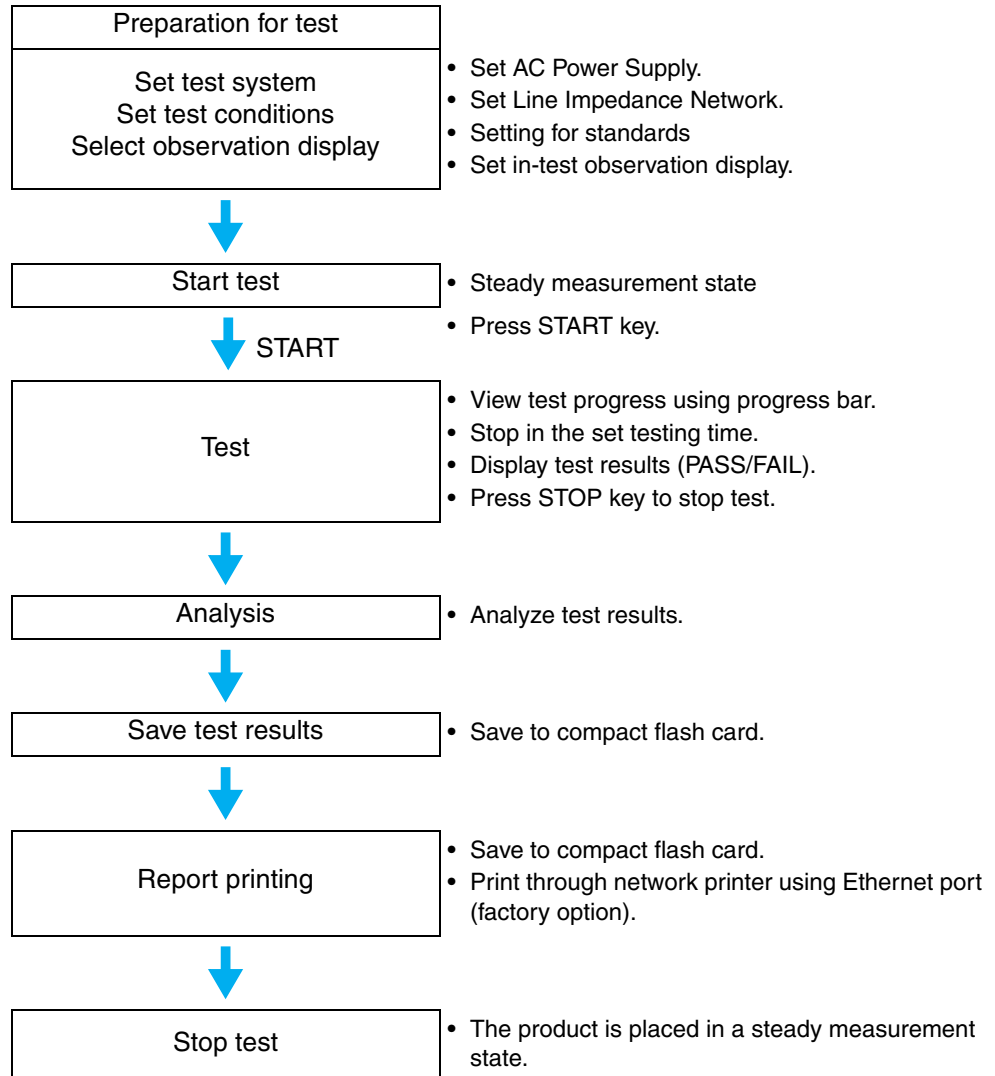 Preparation for test
Set test system
Set test conditions
Select observation display
• Set AC Power Supply.
• Set Line Impedance Network.
• Setting for standards
• Set in-test observation display.
Start test
• Steady measurement state
• Press START key.
START
Test
• View test progress using progress bar.
• Stop in the set testing time.
• Display test results (PASS/FAIL).
• Press STOP key to stop test.
Analysis
• Analyze test results.
Save test results
• Save to compact flash card.
Report printing
• Save to compact flash card.
• Print through network printer using Ethernet port
(factory option).
Stop test
• The product is placed in a steady measurement
state.